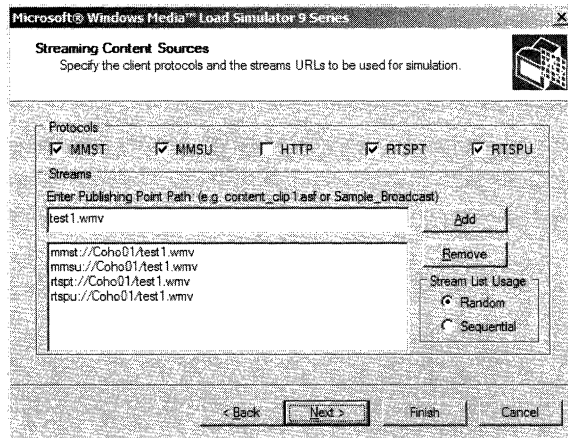 Microsoft® Windows Media™ Load Simulator 9 Series
Streaming Content Sources
Specify the client protocols and the streams URLs to be used for simulation.
Protocols
MMST MMSU HTTP RTSPT RTSPU
Streams
Enter Publishing Point Path: (e.g. content_clip1.asf or Sample_Broadcast)
test1.wmv
Add
mmst://Coho01/test1.wmv
mmsu://Coho01/test1.wmv
rtspt://Coho01/test1.wmv
rtspu://Coho01/test1.wmv
Remove
Stream List Usage
Random
Sequential
< Back Next > Finish Cancel